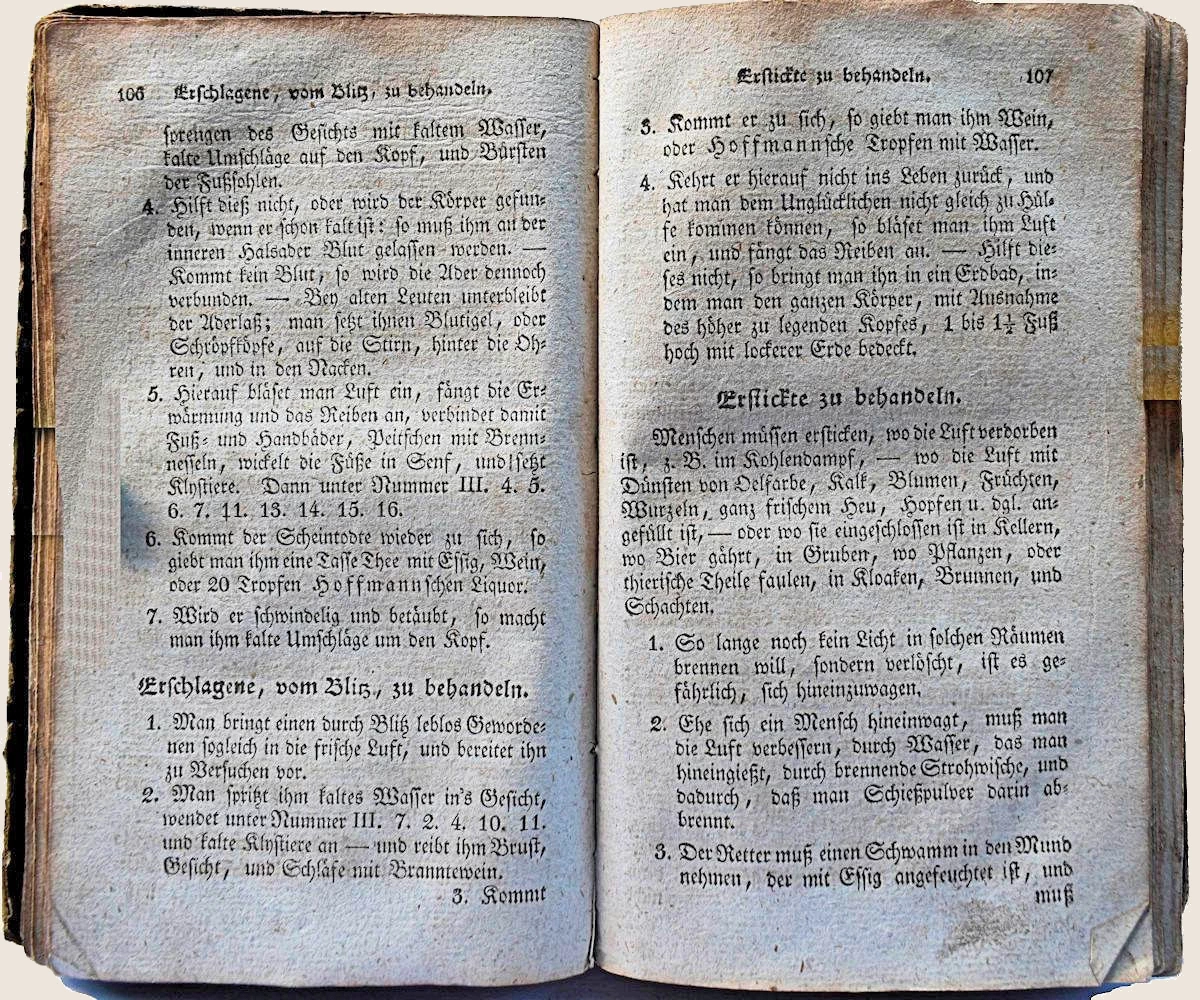 106 Erschlagene, vom Blitz, zu behandeln.
sprengen des Gesichts mit kaltem Wasser,
kalte Umschläge auf den Kopf, und Bürsten
der Fußsohlen.
4. Hilft dieß nicht, oder wird der Körper gefun-
den, wenn er schon kalt ist: so muß ihm an der
inneren Halsader Blut gelassen werden. —
Kommt kein Blut, so wird die Ader dennoch
verbunden. — Bey alten Leuten unterbleibt
der Aderlaß; man setzt ihnen Blutigel, oder
Schröpfköpfe, auf die Stirn, hinter die Oh-
ren, und in den Nacken.
5. Hierauf bläset man Luft ein, fängt die Er-
wärmung und das Reiben an, verbindet damit
Fuß- und Handbäder, Peitschen mit Brenn-
nesseln, wickelt die Füße in Senf, und setzt
Klystiere. Dann unter Nummer III. 4. 5.
6. 7. 11. 13. 14. 15. 16.
6. Kommt der Scheintodte wieder zu sich, so
giebt man ihm eine Tasse Thee mit Essig, Wein,
oder 20 Tropfen Hoffmannschen Liquor.
7. Wird er schwindelig und betäubt, so macht
man ihm kalte Umschläge um den Kopf.
Erschlagene, vom Blitz, zu behandeln.
1. Man bringt einen durch Blitz leblos Geworde-
nen sogleich in die frische Luft, und bereitet ihn
zu Versuchen vor.
2. Man spritzt ihm kaltes Wasser in's Gesicht,
wendet unter Nummer III. 7. 2. 4. 10. 11.
und kalte Klystiere an — und reibt ihm Brust,
Gesicht, und Schläfe mit Branntewein.
3. Kommt
Erstickte zu behandeln. 107
3. Kommt er zu sich, so giebt man ihm Wein,
oder Hoffmannsche Tropfen mit Wasser.
4. Kehrt er hierauf nicht ins Leben zurück, und
hat man dem Unglücklichen nicht gleich zu Hül-
fe kommen können, so bläset man ihm Luft
ein, und fängt das Reiben an. — Hilft die-
ses nicht, so bringt man ihn in ein Erdbad, in-
dem man den ganzen Körper, mit Ausnahme
des höher zu legenden Kopfes, 1 bis 1½ Fuß
hoch mit lockerer Erde bedeckt.
Erstickte zu behandeln.
Menschen müssen ersticken, wo die Luft verdorben
ist, z. B. im Kohlendampf, — wo die Luft mit
Dünsten von Oelfarbe, Kalk, Blumen, Früchten,
Wurzeln, ganz frischem Heu, Hopfen u. dgl. an-
gefüllt ist, — oder wo sie eingeschlossen ist in Kellern,
wo Bier gährt, in Gruben, wo Pflanzen, oder
thierische Theile faulen, in Kloaken, Brunnen, und
Schachten.
1. So lange noch kein Licht in solchen Räumen
brennen will, sondern verlöscht, ist es ge-
fährlich, sich hineinzuwagen.
2. Ehe sich ein Mensch hineinwagt, muß man
die Luft verbessern, durch Wasser, das man
hineingießt, durch brennende Strohwische, und
dadurch, daß man Schießpulver darin ab-
brennt.
3. Der Retter muß einen Schwamm in den Mund
nehmen, der mit Essig angefeuchtet ist, und
muß